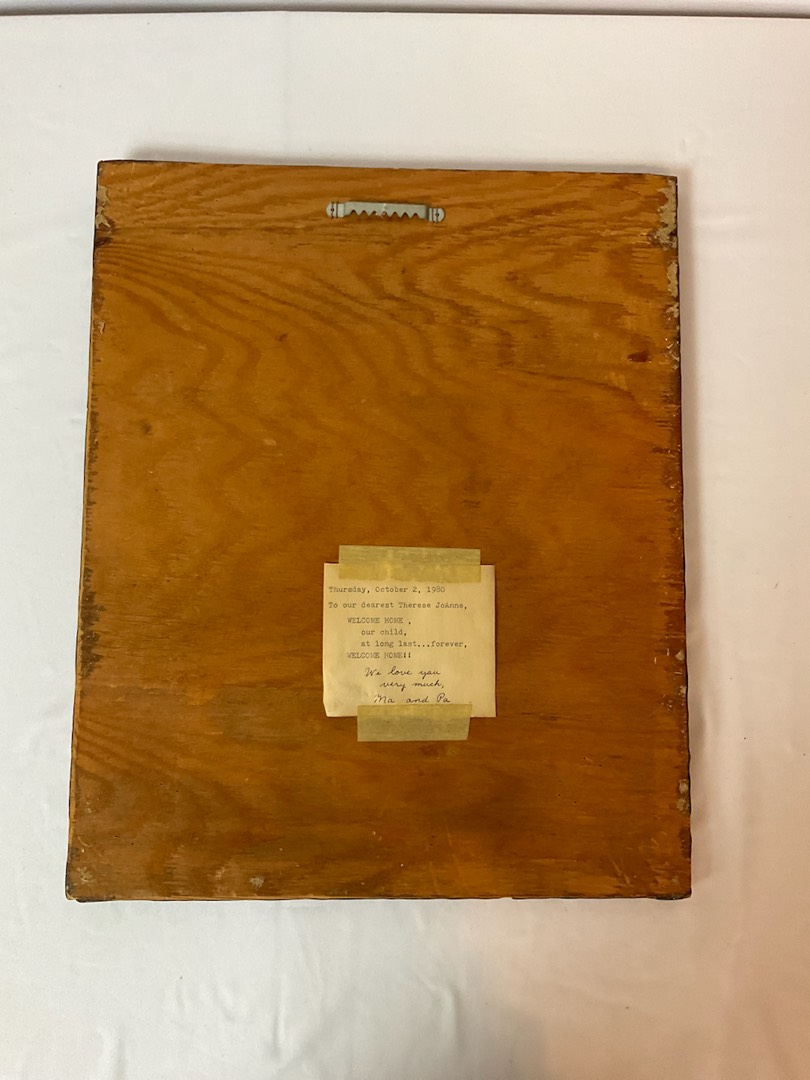 Thursday, October 2, 1980
To our dearest Therese JoAnne,
WELCOME HOME ,
our child,
at long last...forever,
WELCOME HOME!!
We love you
very much,
Ma and Pa